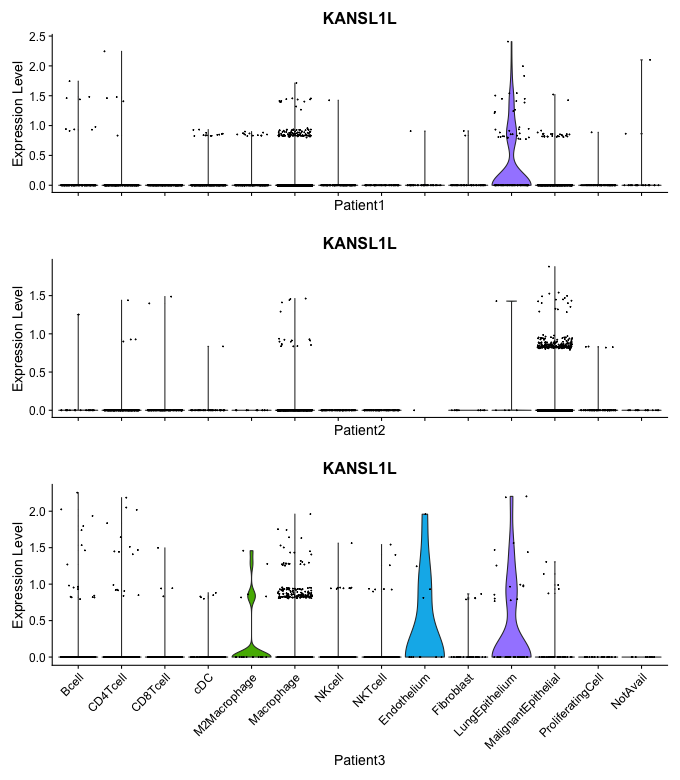 KANSL1L
Expression Level
2.5
2.0
1.5
1.0
0.5
0.0
Patient1
KANSL1L
Expression Level
1.5
1.0
0.5
0.0
Patient2
KANSL1L
Expression Level
2.0
1.5
1.0
0.5
0.0
Bcell
CD4Tcell
CD8Tcell
cDC
M2Macrophage
Macrophage
NKcell
NKTcell
Endothelium
Fibroblast
LungEpithelium
MalignantEpithelial
ProliferatingCell
NotAvail
Patient3